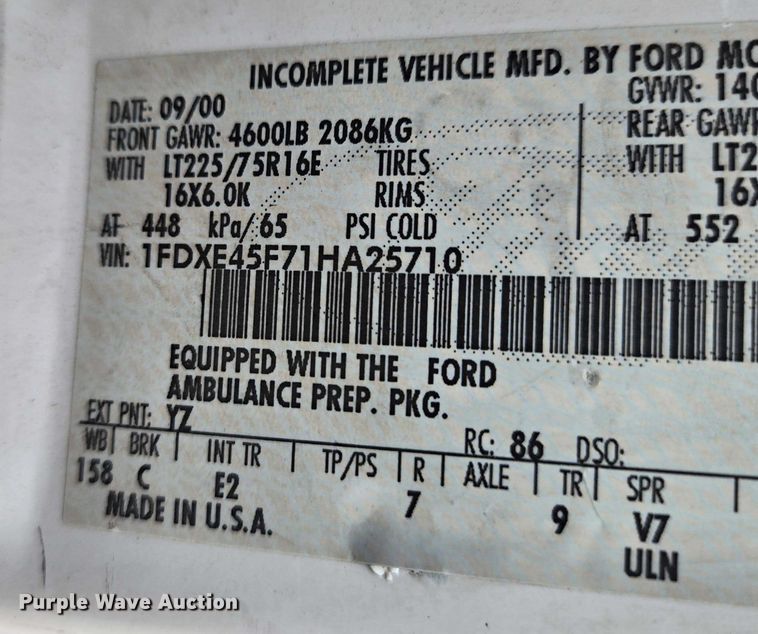 INCOMPLETE VEHICLE MFD. BY FORD MO
DATE: 09/00 GVWR: 140
FRONT GAWR: 4600LB 2086KG REAR GAWR
WITH LT225/75R16E TIRES WITH LT2
16X6.0K RIMS 16X
AT 448 kPa/ 65 PSI COLD AT 552
VIN: 1FDXE45F71HA25710
EQUIPPED WITH THE FORD
AMBULANCE PREP. PKG.
EXT PNT: YZ RC: 86 DSO:
WB BRK INT TR TP/PS R AXLE TR SPR
158 C E2 7 9 V7
MADE IN U.S.A. ULN
Purple Wave Auction